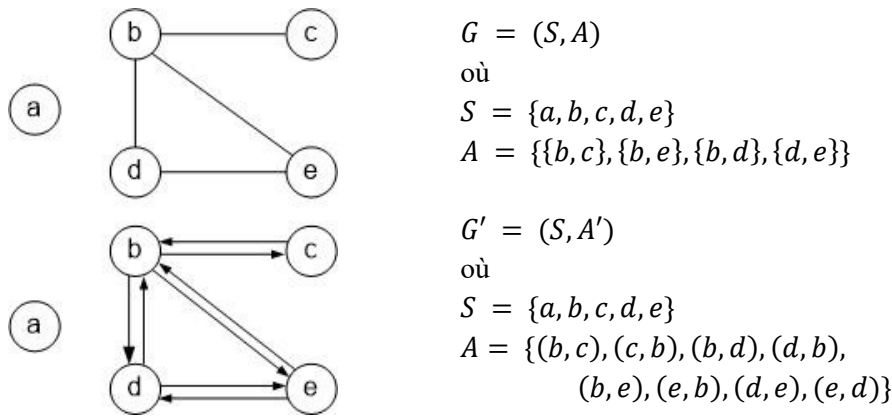 b
c
a
d
e
G = (S, A)
où
S = {a, b, c, d, e}
A = {{b, c}, {b, e}, {b, d}, {d, e}}
b
c
a
d
e
G′ = (S, A′)
où
S = {a, b, c, d, e}
A = {(b, c), (c, b), (b, d), (d, b),
(b, e), (e, b), (d, e), (e, d)}